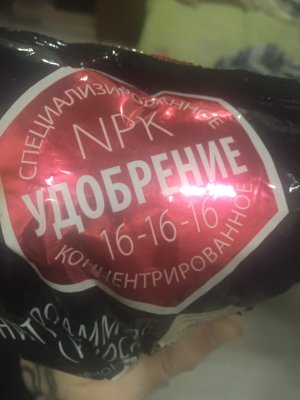 СПЕЦИАЛИЗИРОВАННОЕ
NPK
УДОБРЕНИЕ
16-16-16
КОНЦЕНТРИРОВАННОЕ